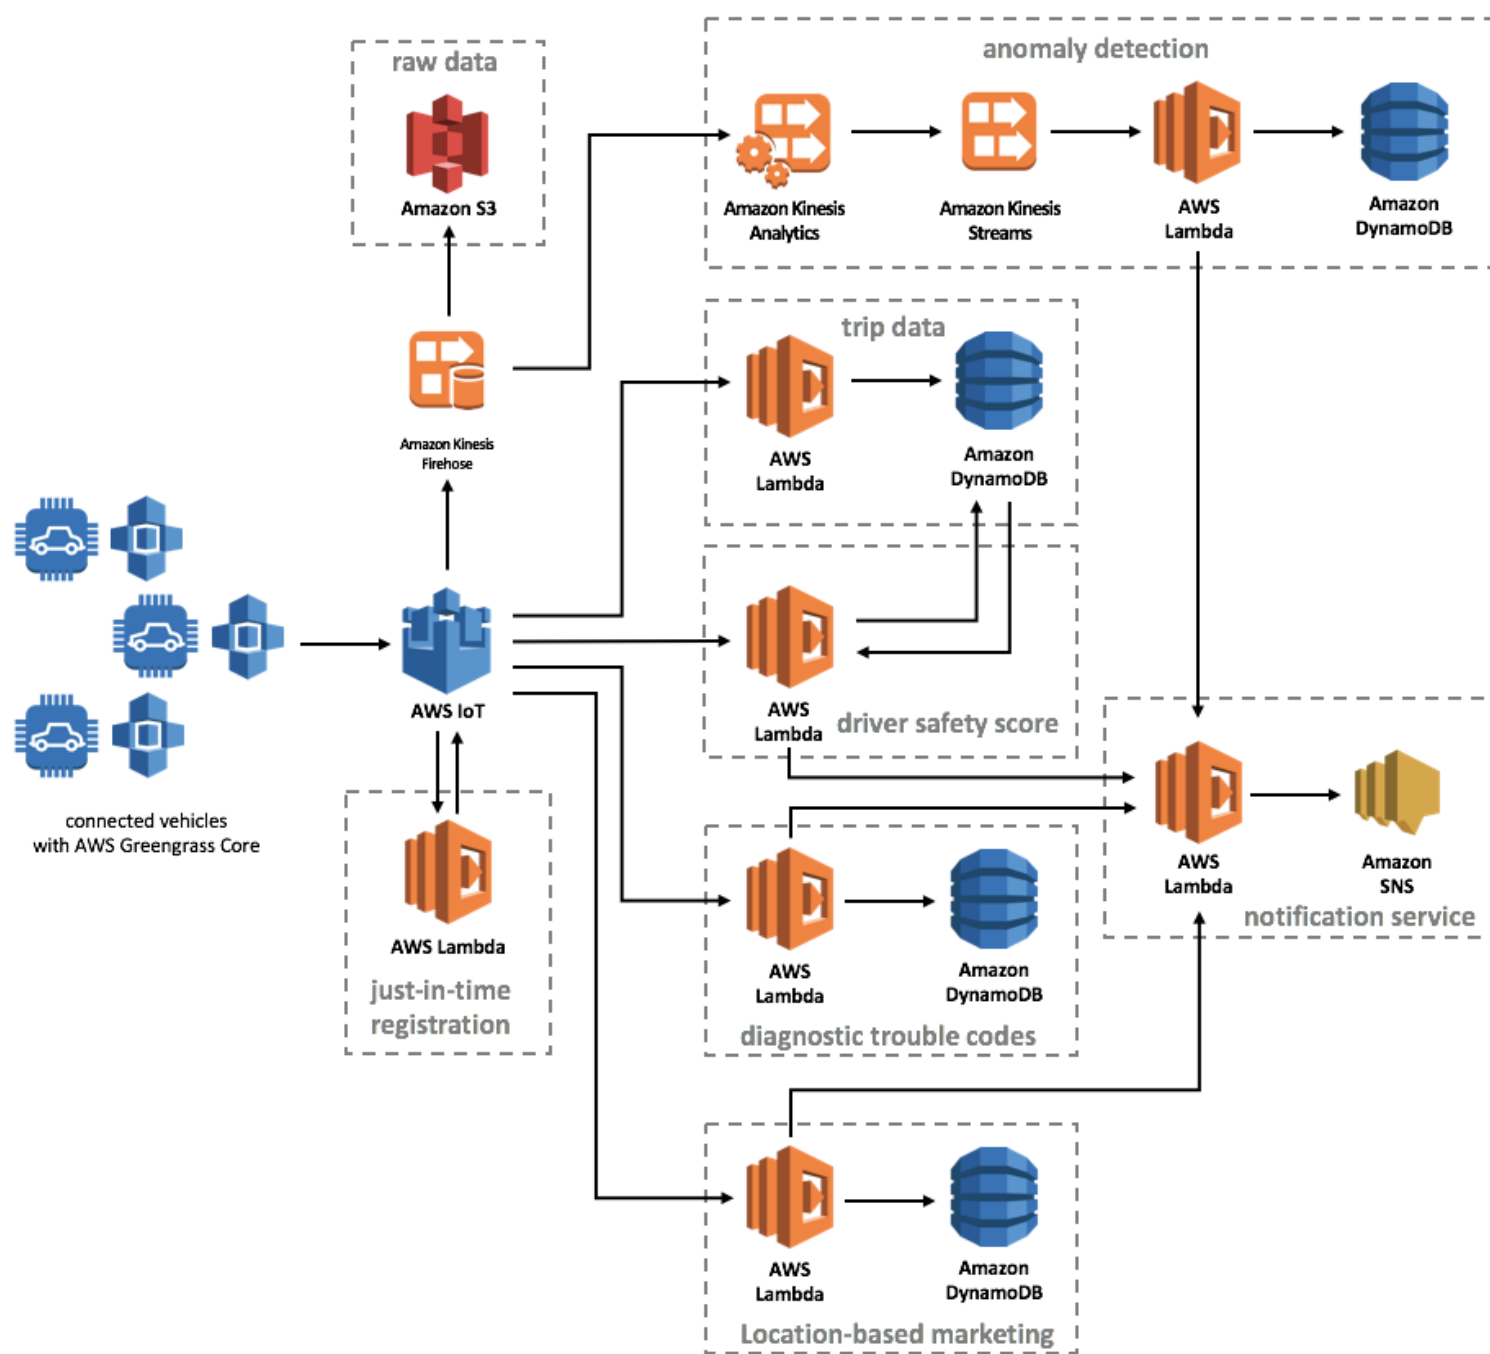 raw data
Amazon S3
anomaly detection
Amazon Kinesis
Analytics
Amazon Kinesis
Streams
AWS
Lambda
Amazon
DynamoDB
Amazon Kinesis
Firehose
trip data
AWS
Lambda
Amazon
DynamoDB
connected vehicles
with AWS Greengrass Core
AWS IoT
AWS
Lambda
driver safety score
AWS Lambda
just-in-time
registration
AWS
Lambda
Amazon
DynamoDB
diagnostic trouble codes
AWS
Lambda
Amazon
SNS
notification service
AWS
Lambda
Amazon
DynamoDB
Location-based marketing